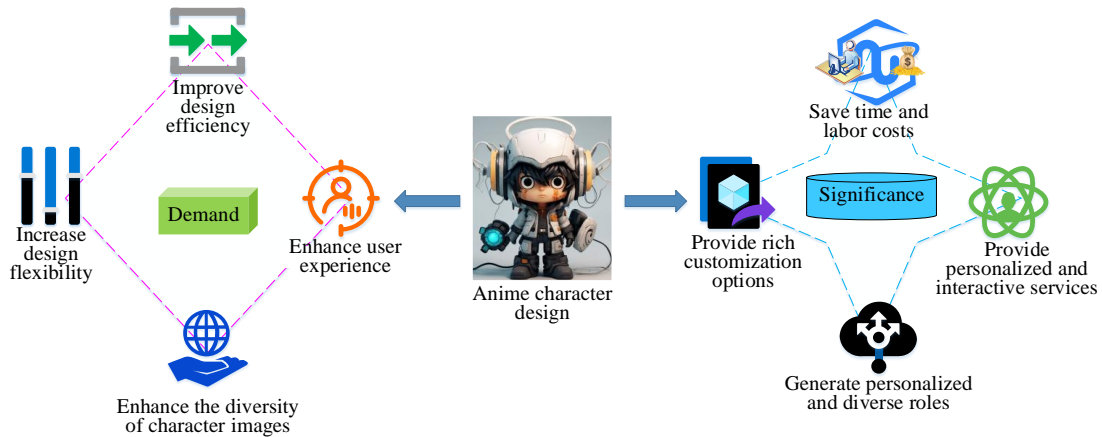 Improve
design
efficiency
Demand
Increase
design
flexibility
Enhance user
experience
Enhance the diversity
of character images
Anime character
design
Save time and
labor costs
Significance
Provide rich
customization
options
Provide
personalized and
interactive services
Generate personalized
and diverse roles